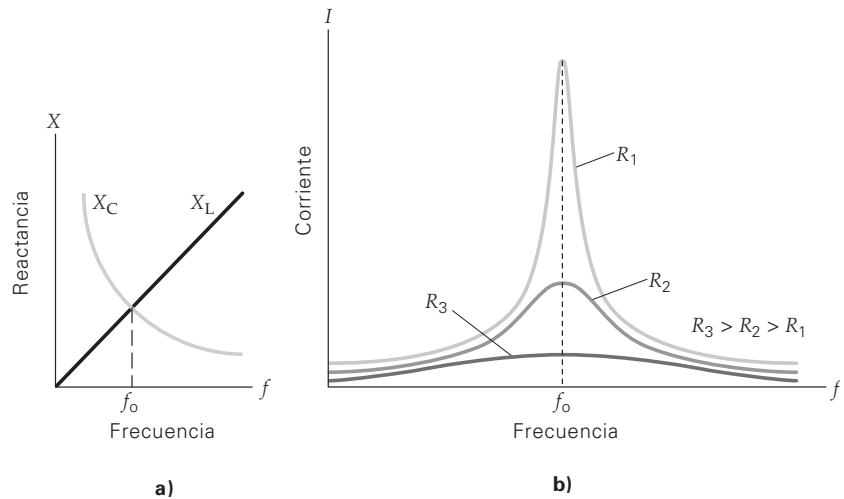 X
Reactancia
X_C
X_L
f_o
f
Frecuencia
a)
I
Corriente
R_1
R_2
R_3
R_3 > R_2 > R_1
f_o
f
Frecuencia
b)